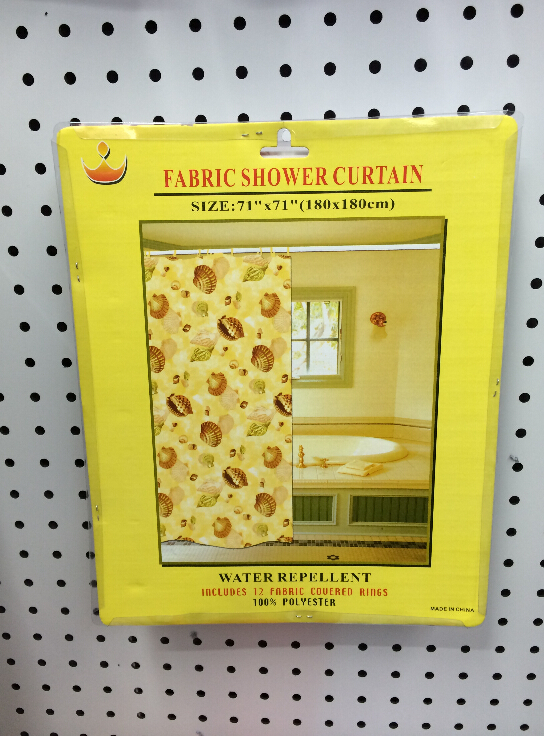 FABRIC SHOWER CURTAIN
SIZE:71"x71"(180x180cm)
WATER REPELLENT
INCLUDES 12 FABRIC COVERED RINGS
100% POLYESTER
MADE IN CHINA